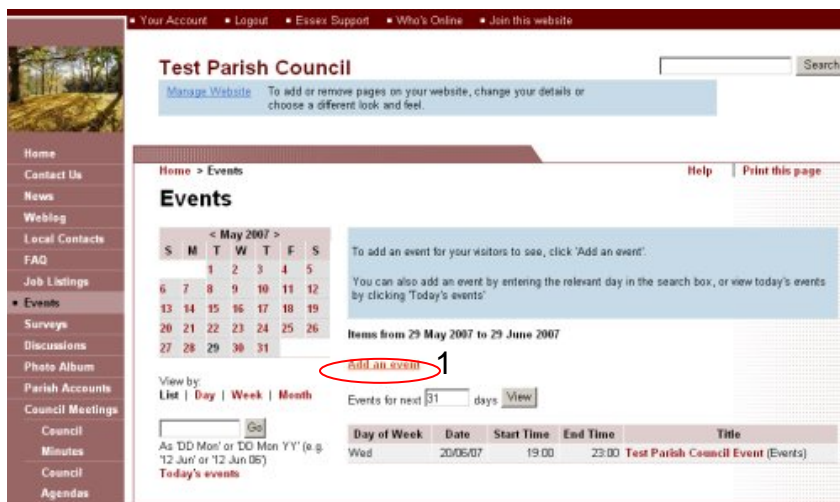 Your Account Logout Essex Support Who's Online Join this website
Test Parish Council
Search
Manage Website To add or remove pages on your website, change your details or
choose a different look and feel.
Home
Contact Us
News
Weblog
Local Contacts
FAQ
Job Listings
Events
Surveys
Discussions
Photo Album
Parish Accounts
Council Meetings
Council
Minutes
Council
Agendas
Home > Events
Help Print this page
Events
< May 2007 >
S M T W T F S
1 2 3 4 5
6 7 8 9 10 11 12
13 14 15 16 17 18 19
20 21 22 23 24 25 26
27 28 29 30 31
View by:
List | Day | Week | Month
Go
As 'DD Mon' or 'DD Mon YY' (e.g.
'12 Jun' or '12 Jun 06')
Today's events
To add an event for your visitors to see, click 'Add an event'.
You can also add an event by entering the relevant day in the search box, or view today's events
by clicking 'Today's events'
Items from 29 May 2007 to 29 June 2007
Add an event 1
Events for next 31 days View
Day of Week Date Start Time End Time Title
Wed 20/06/07 19:00 23:00 Test Parish Council Event (Events)